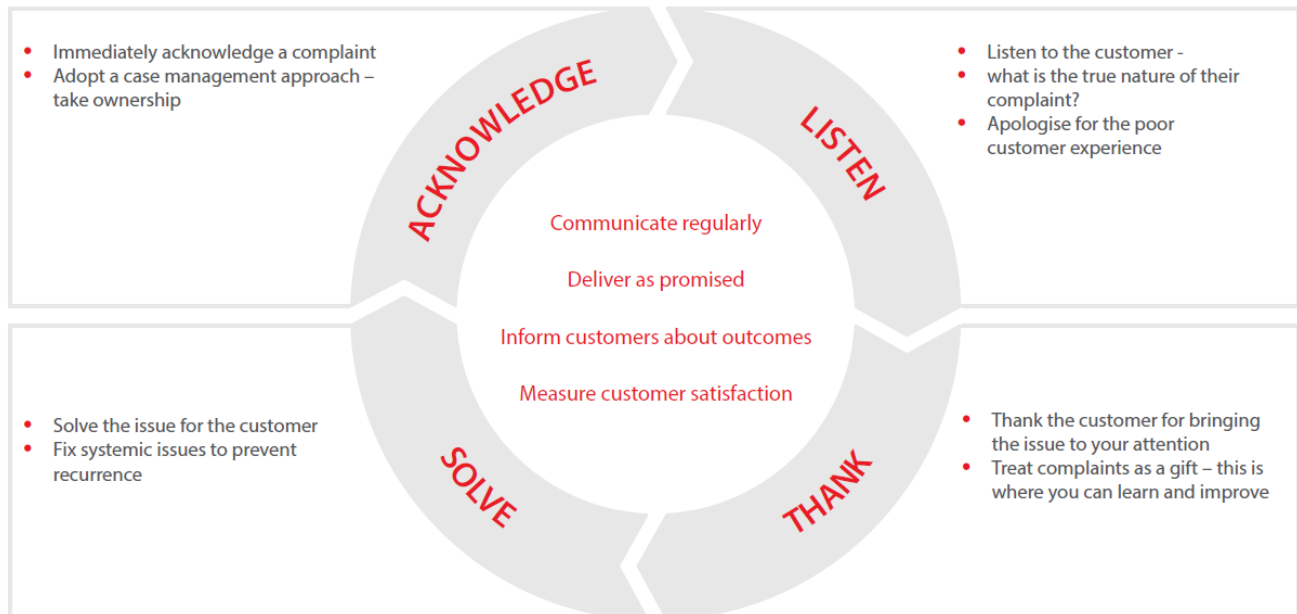 • Immediately acknowledge a complaint
• Adopt a case management approach –
take ownership
ACKNOWLEDGE
LISTEN
• Listen to the customer -
• what is the true nature of their
complaint?
• Apologise for the poor
customer experience
Communicate regularly
Deliver as promised
Inform customers about outcomes
Measure customer satisfaction
• Solve the issue for the customer
• Fix systemic issues to prevent
recurrence
SOLVE
THANK
• Thank the customer for bringing
the issue to your attention
• Treat complaints as a gift – this is
where you can learn and improve